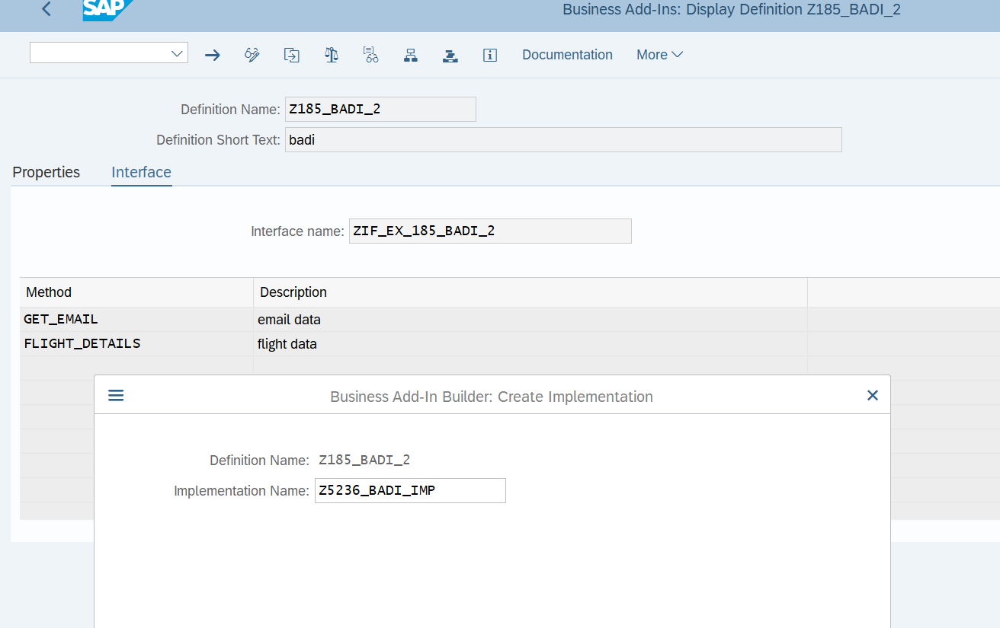 SAP
Business Add-Ins: Display Definition Z185_BADI_2
Documentation More
Definition Name: Z185_BADI_2
Definition Short Text: badi
Properties Interface
Interface name: ZIF_EX_185_BADI_2
Method Description
GET_EMAIL email data
FLIGHT_DETAILS flight data
Business Add-In Builder: Create Implementation
Definition Name: Z185_BADI_2
Implementation Name: Z5236_BADI_IMP